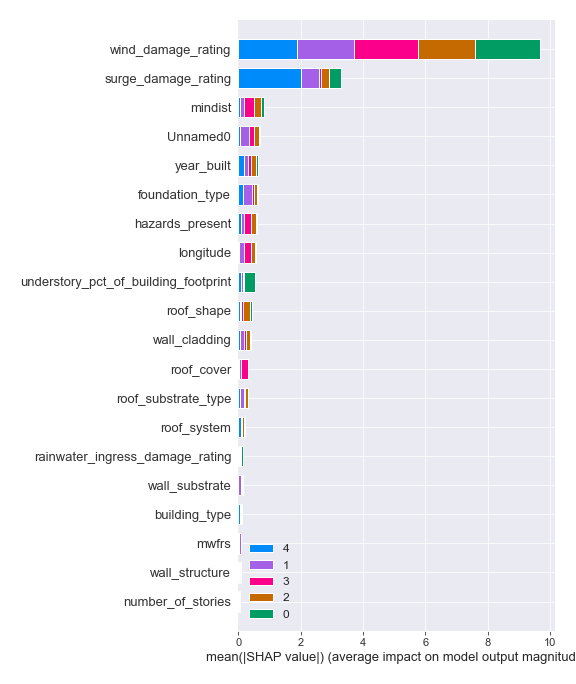 wind_damage_rating
surge_damage_rating
mindist
Unnamed0
year_built
foundation_type
hazards_present
longitude
understory_pct_of_building_footprint
roof_shape
wall_cladding
roof_cover
roof_substrate_type
roof_system
rainwater_ingress_damage_rating
wall_substrate
building_type
mwfrs
wall_structure
number_of_stories
4
1
3
2
0
0 2 4 6 8 10
mean(|SHAP value|) (average impact on model output magnitud